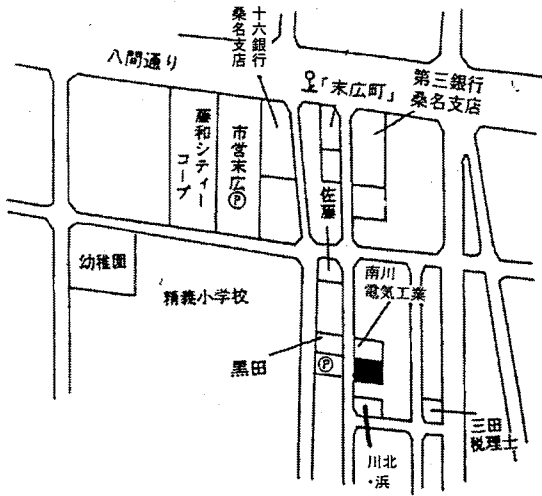 十六銀行
桑名支店
八間通り
「末広町」
第三銀行
桑名支店
藤和シティー
コープ
市営末広
Ⓟ
佐藤
幼稚園
精義小学校
南川
電気工業
黒田
Ⓟ
三田
税理士
川北
・浜